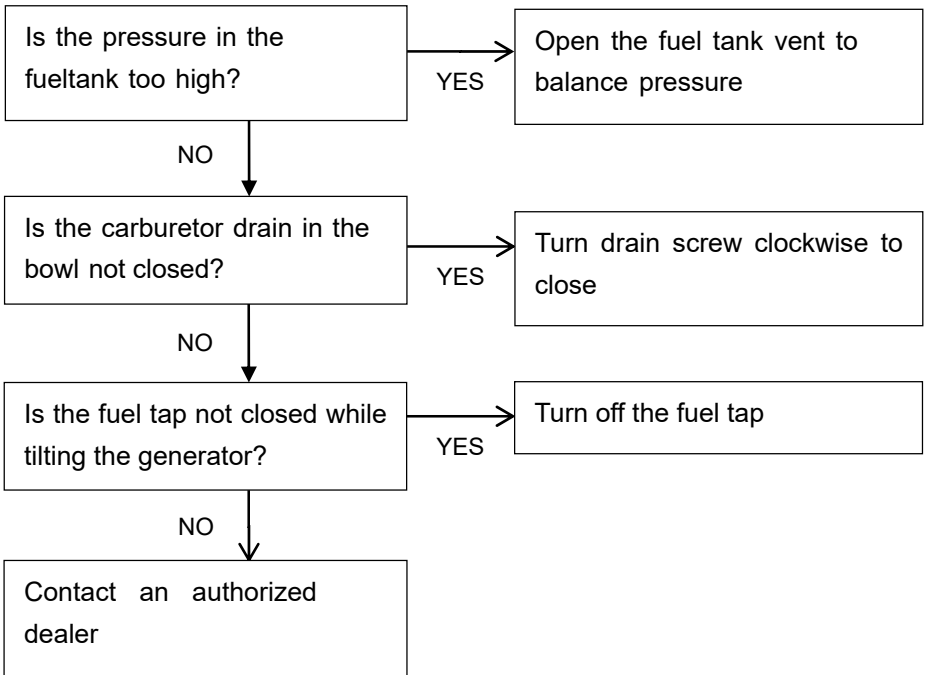 Is the pressure in the
fueltank too high?
YES
Open the fuel tank vent to
balance pressure
NO
Is the carburetor drain in the
bowl not closed?
YES
Turn drain screw clockwise to
close
NO
Is the fuel tap not closed while
tilting the generator?
YES
Turn off the fuel tap
NO
Contact an authorized
dealer